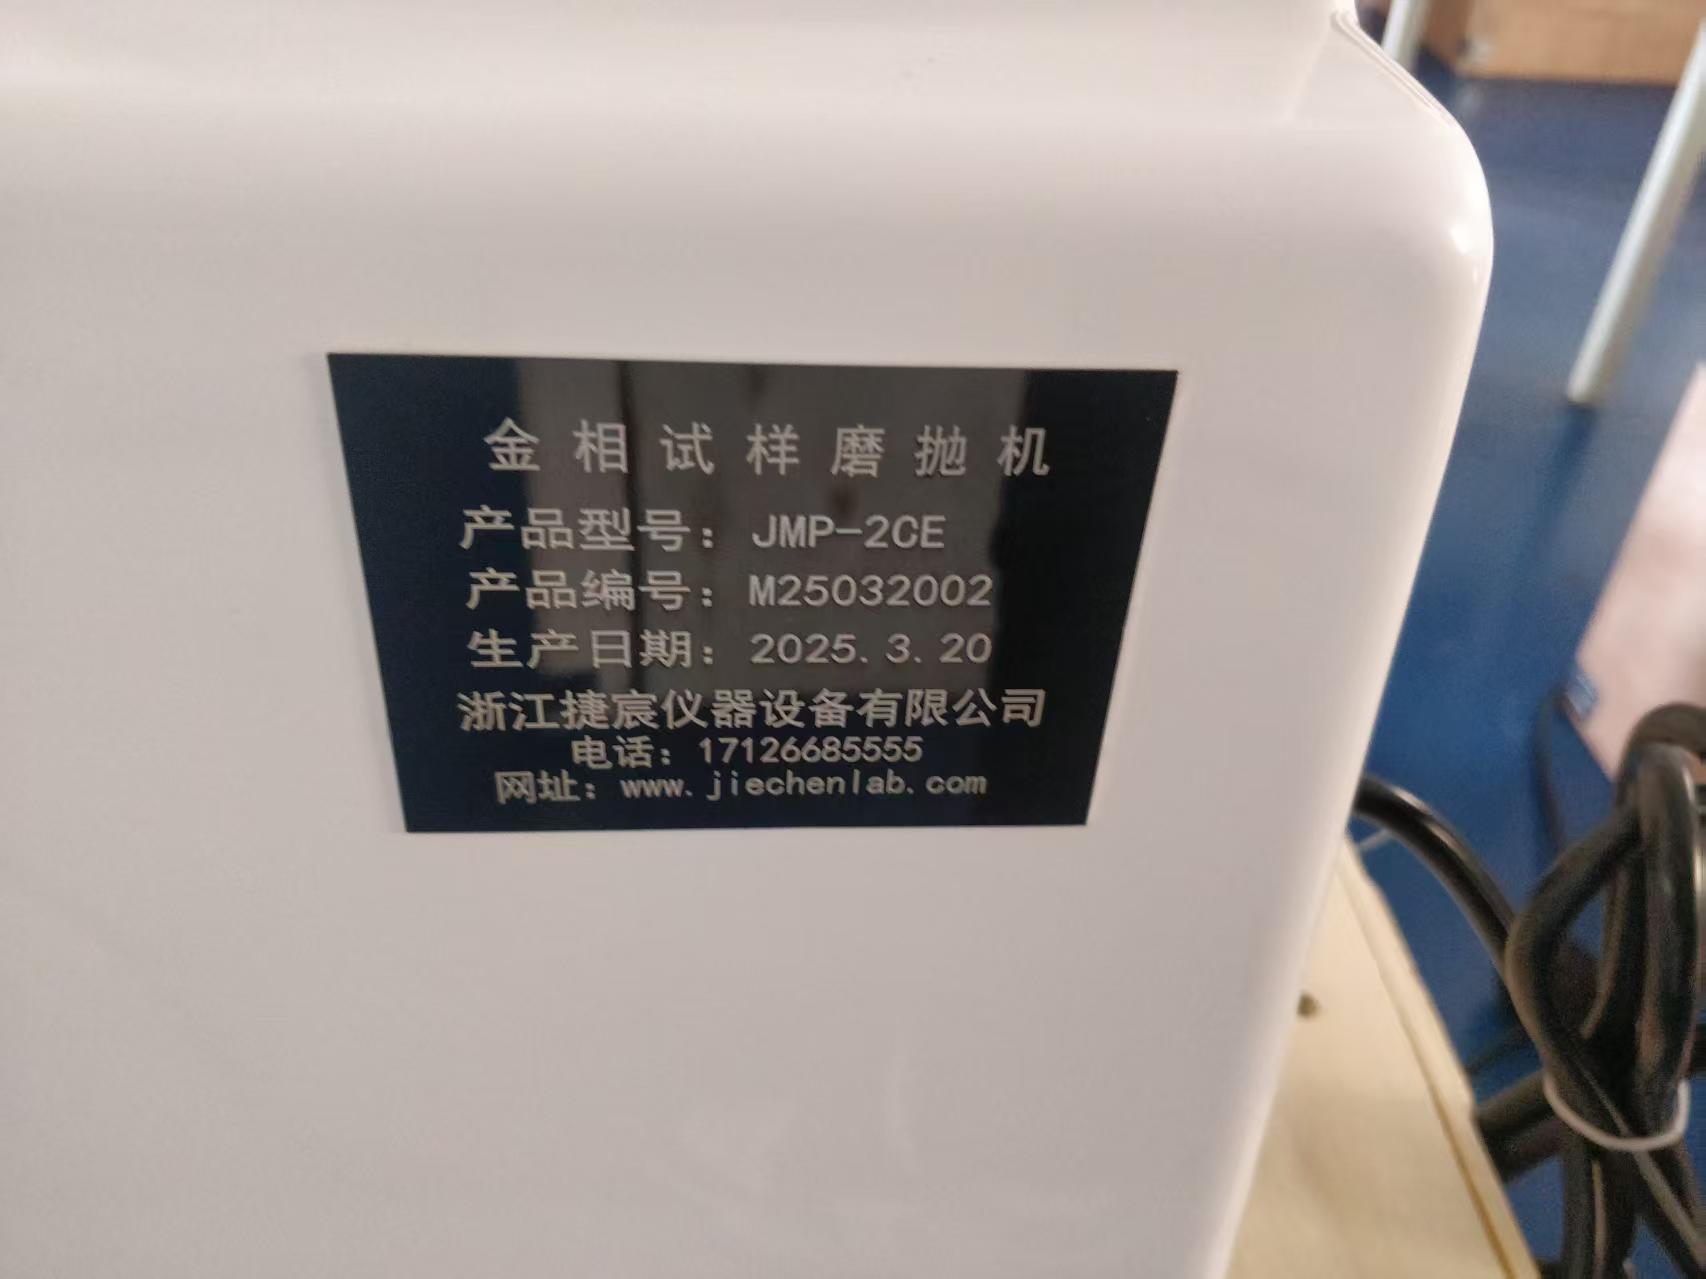 金相试样磨抛机
产品型号：JMP-2CE
产品编号：M25032002
生产日期：2025.3.20
浙江捷宸仪器设备有限公司
电话：17126685555
网址：www.jiechenlab.com